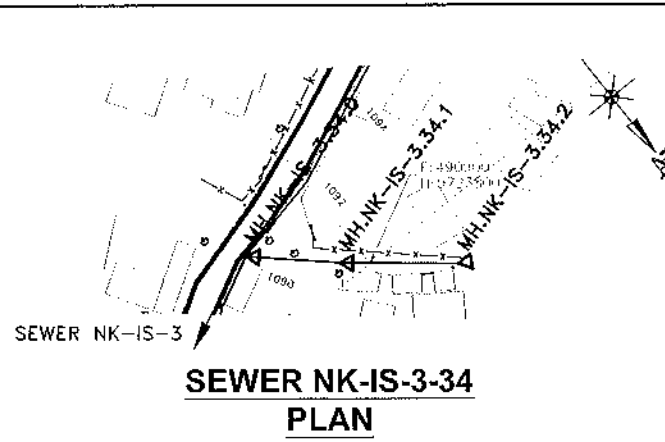 MH.NK-IS-3.34.0
MH.NK-IS-3.34.1
MH.NK-IS-3.34.2
1094
1092
1090
SEWER NK-IS-3
SEWER NK-IS-3-34
PLAN